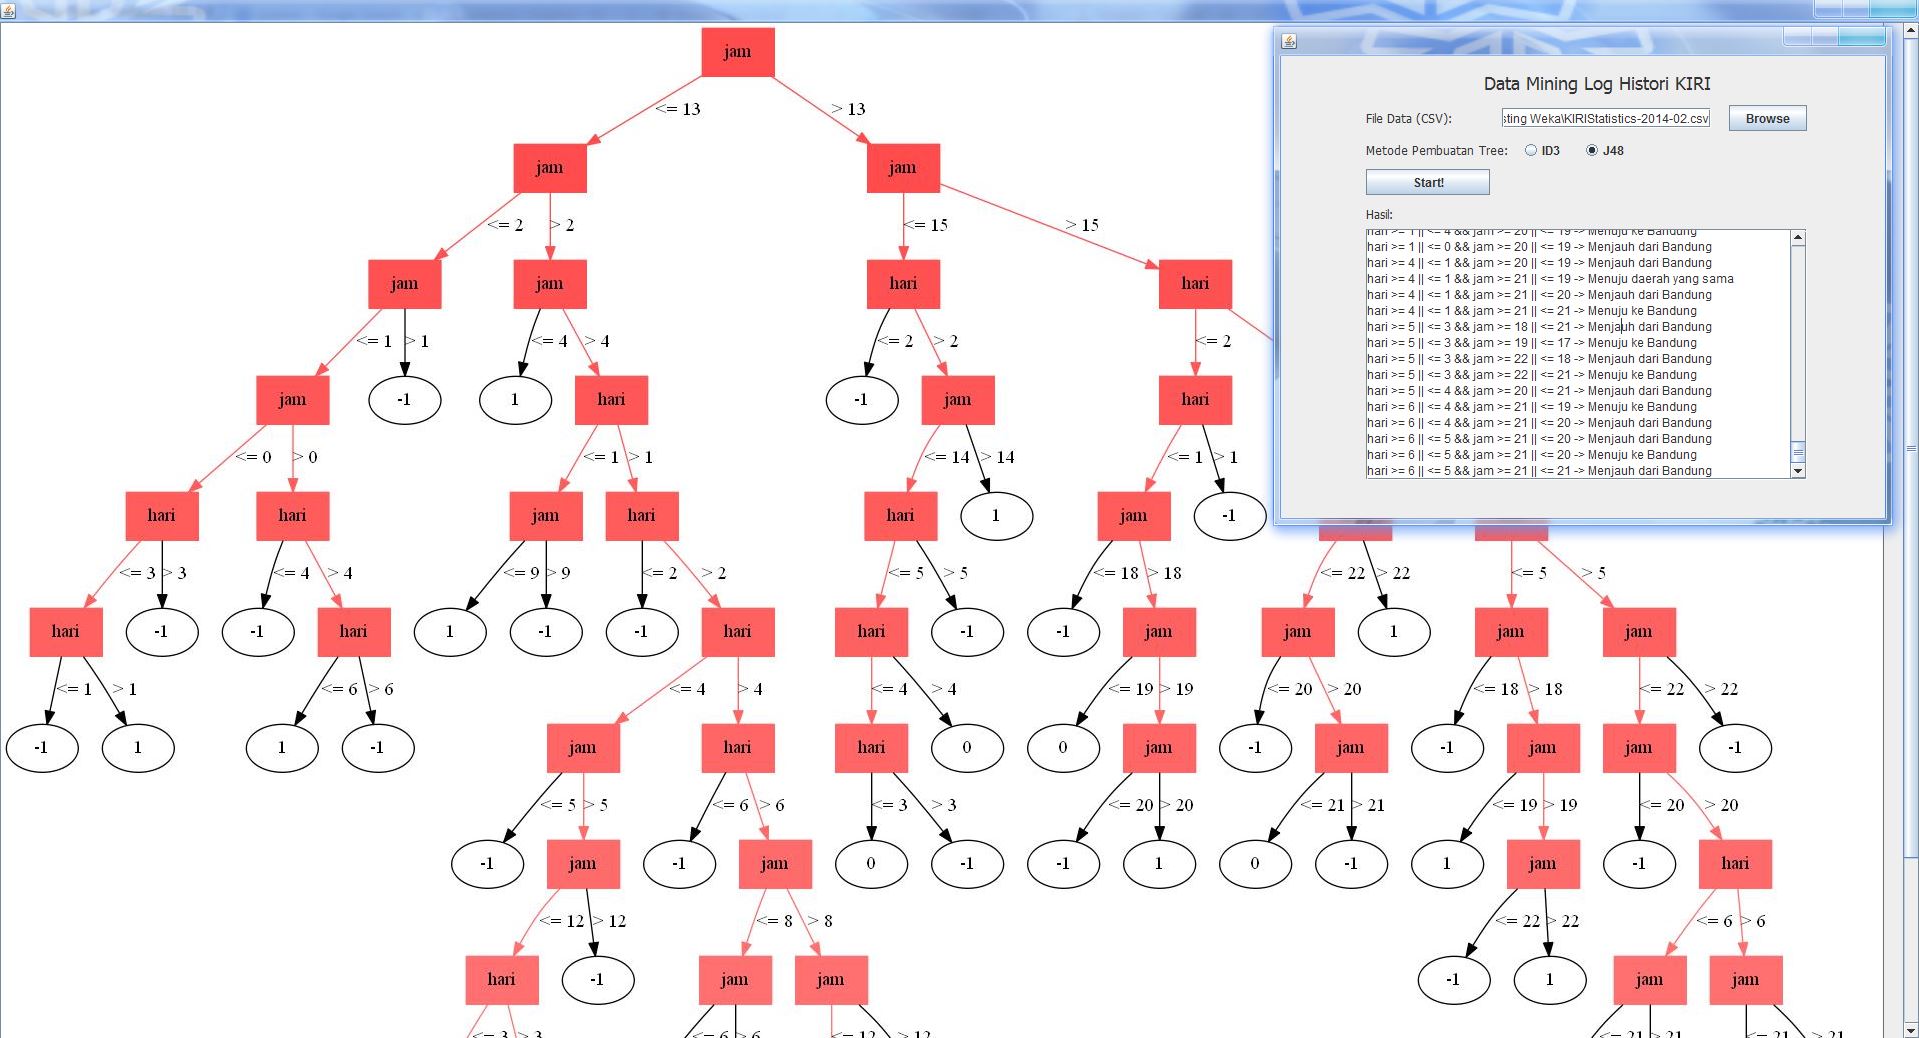 jam
<= 13 > 13
jam jam
<= 2 > 2 <= 15 > 15
jam jam hari hari
<= 1 > 1 <= 4 > 4 <= 2 > 2 <= 2
jam -1 1 hari -1 jam hari
<= 0 > 0 <= 1 > 1 <= 14 > 14 <= 1 > 1
hari hari jam hari hari 1 jam -1
<= 3 > 3 <= 4 > 4 <= 9 > 9 <= 2 > 2 <= 5 > 5 <= 18 > 18 <= 22 > 22 <= 5 > 5
hari -1 -1 hari 1 -1 -1 hari hari -1 -1 jam jam 1 jam jam
<= 1 > 1 <= 6 > 6 <= 4 > 4 <= 4 > 4 <= 19 > 19 <= 20 > 20 <= 18 > 18 <= 22 > 22
-1 1 1 -1 jam hari hari 0 0 jam -1 jam -1 jam jam -1
<= 5 > 5 <= 6 > 6 <= 3 > 3 <= 20 > 20 <= 21 > 21 <= 19 > 19 <= 20 > 20
-1 jam -1 jam 0 -1 -1 1 0 -1 1 jam -1 hari
<= 12 > 12 <= 8 > 8 <= 22 > 22 <= 6 > 6
hari -1 jam jam -1 1 jam jam
<= 3 > 3 <= 6 > 6 <= 12 > 12 <= 21 > 21 <= 21 > 21
Data Mining Log Histori KIRI
File Data (CSV): sting Weka\KIRIStatistics-2014-02.csv Browse
Metode Pembuatan Tree: ID3 J48
Start!
Hasil:
hari >= 1 || <= 4 && jam >= 20 || <= 19 -> Menuju ke Bandung
hari >= 1 || <= 0 && jam >= 20 || <= 19 -> Menjauh dari Bandung
hari >= 4 || <= 1 && jam >= 20 || <= 19 -> Menjauh dari Bandung
hari >= 4 || <= 1 && jam >= 21 || <= 19 -> Menuju daerah yang sama
hari >= 4 || <= 1 && jam >= 21 || <= 20 -> Menjauh dari Bandung
hari >= 4 || <= 1 && jam >= 21 || <= 21 -> Menuju ke Bandung
hari >= 5 || <= 3 && jam >= 18 || <= 21 -> Menjauh dari Bandung
hari >= 5 || <= 3 && jam >= 19 || <= 17 -> Menuju ke Bandung
hari >= 5 || <= 3 && jam >= 22 || <= 18 -> Menjauh dari Bandung
hari >= 5 || <= 3 && jam >= 22 || <= 21 -> Menuju ke Bandung
hari >= 5 || <= 4 && jam >= 20 || <= 21 -> Menjauh dari Bandung
hari >= 6 || <= 4 && jam >= 21 || <= 19 -> Menuju ke Bandung
hari >= 6 || <= 4 && jam >= 21 || <= 20 -> Menjauh dari Bandung
hari >= 6 || <= 5 && jam >= 21 || <= 20 -> Menjauh dari Bandung
hari >= 6 || <= 5 && jam >= 21 || <= 20 -> Menuju ke Bandung
hari >= 6 || <= 5 && jam >= 21 || <= 21 -> Menjauh dari Bandung